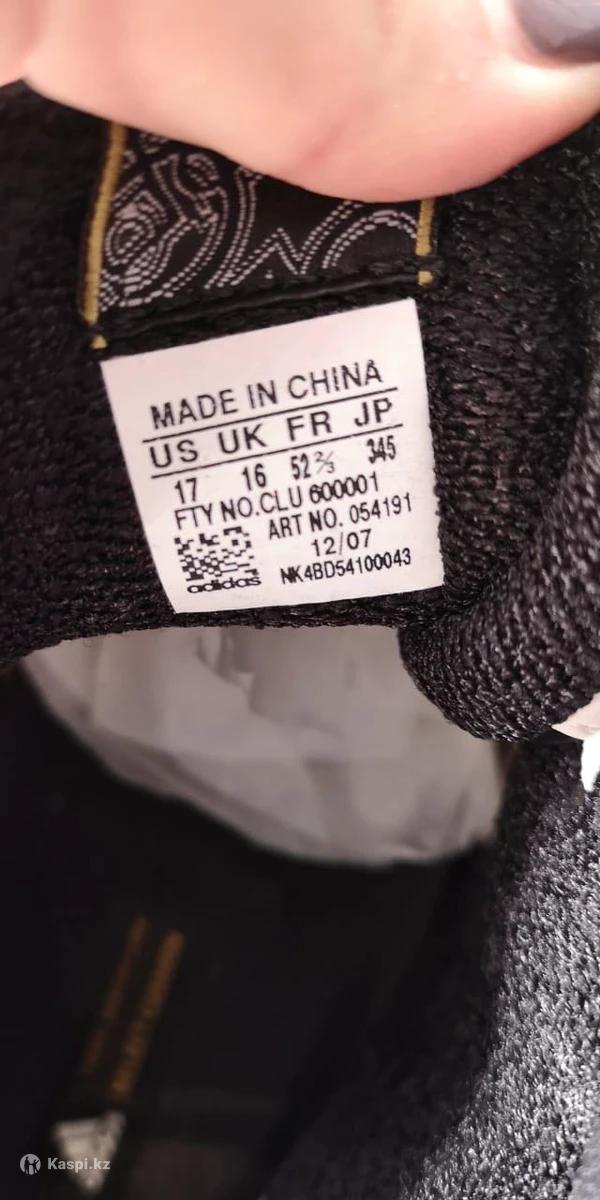 MADE IN CHINA
US UK FR JP
17 16 52⅔ 345
FTY NO.CLU 600001
ART NO. 054191
12/07
adidas NK4BD54100043
Kaspi.kz